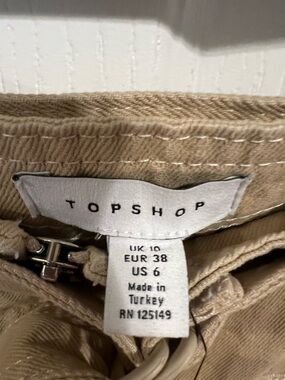 TOPSHOP
UK 10
EUR 38
US 6
Made in
Turkey
RN 125149